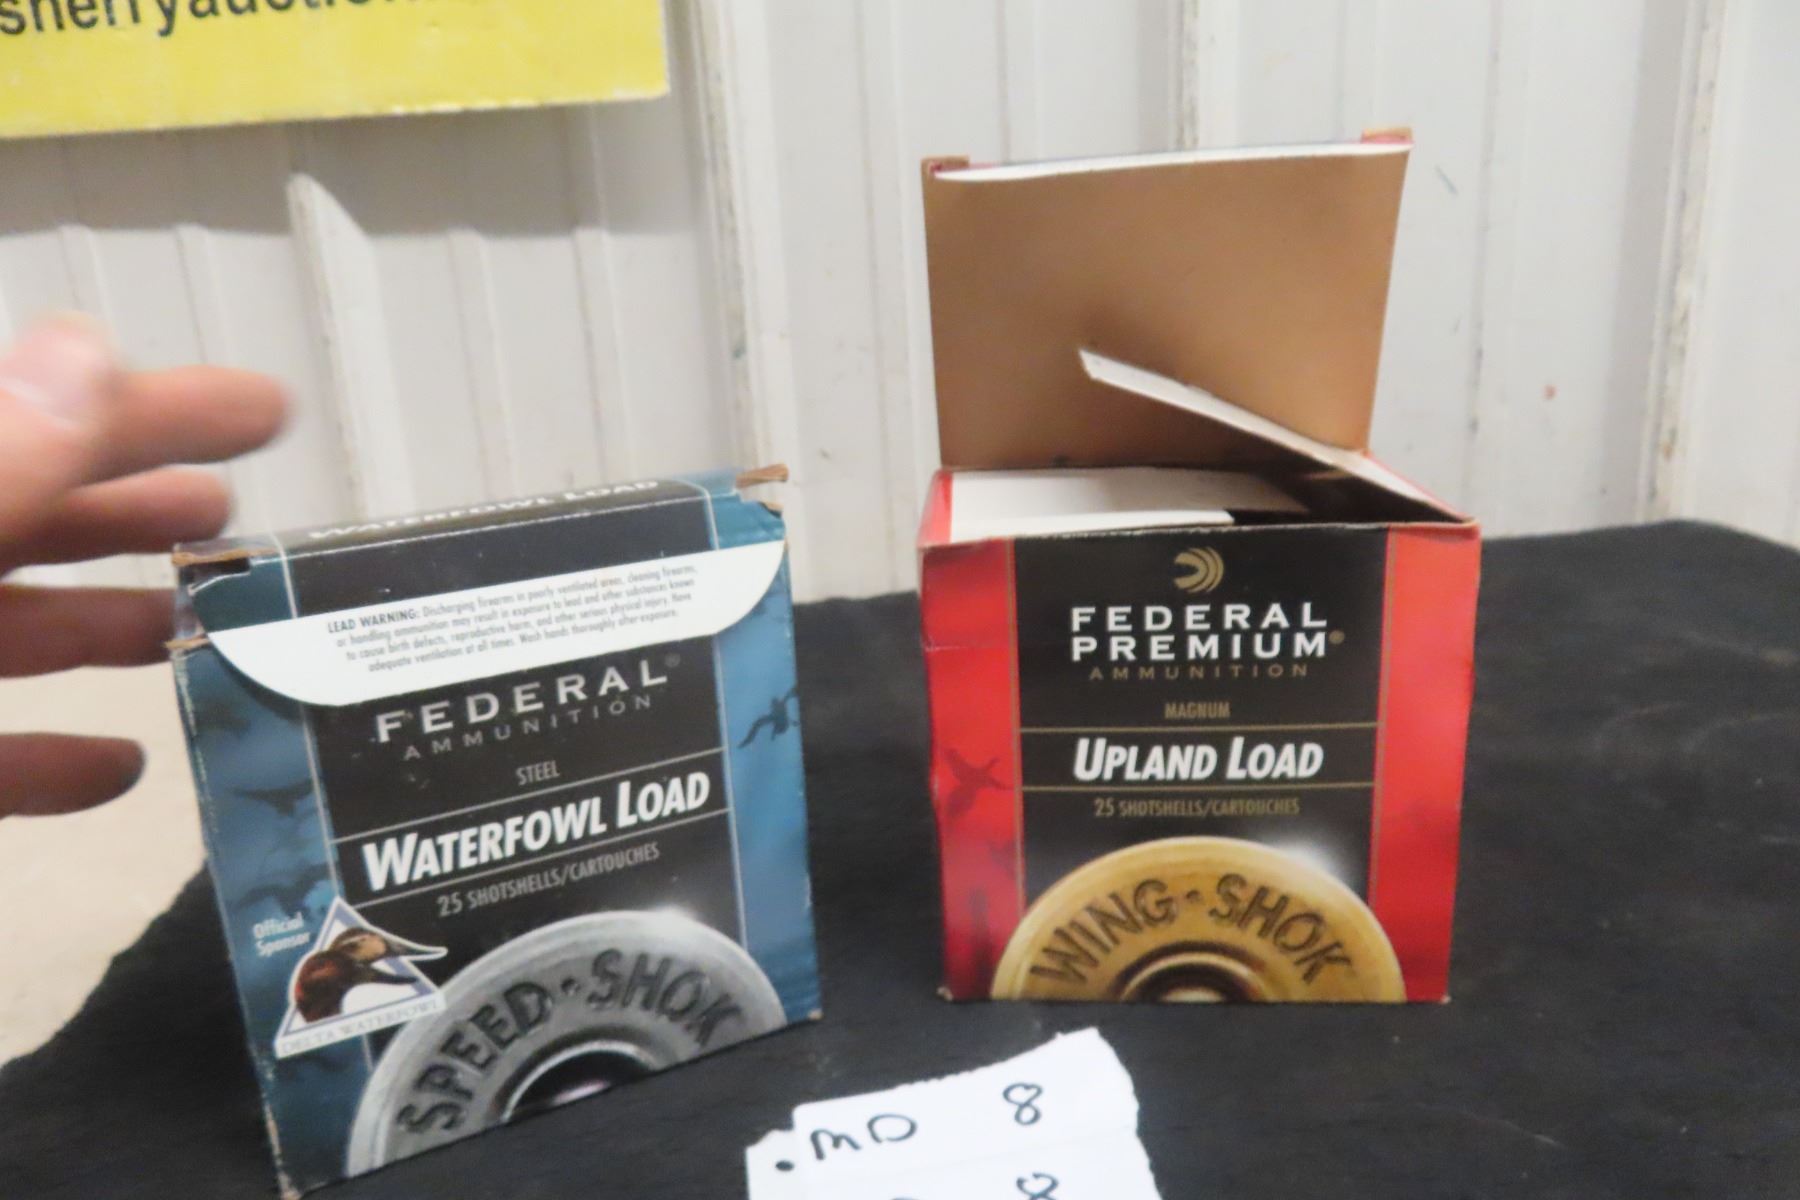 WATERFOWL LOAD
LEAD WARNING: Discharging firearms in poorly ventilated areas, cleaning firearms,
or handling ammunition may result in exposure to lead and other substances known
to cause birth defects, reproductive harm, and other serious physical injury. Have
adequate ventilation at all times. Wash hands thoroughly after exposure.
FEDERAL®
AMMUNITION
STEEL
WATERFOWL LOAD
25 SHOTSHELLS/CARTOUCHES
Official
Sponsor
DELTA WATERFOWL
SPEED·SHOK
FEDERAL
PREMIUM®
AMMUNITION
MAGNUM
UPLAND LOAD
25 SHOTSHELLS/CARTOUCHES
WING·SHOK
.MD 8
8